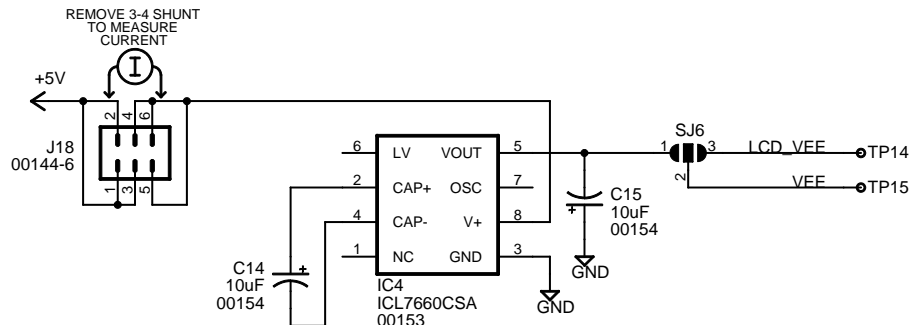 REMOVE 3-4 SHUNT
TO MEASURE
CURRENT
I
+5V
2
4
6
J18
00144-6
1
3
5
6 LV VOUT 5
2 CAP+ OSC 7
4 CAP- V+ 8
1 NC GND 3
IC4
ICL7660CSA
00153
C14
10uF
00154
+
GND
C15
10uF
00154
+
GND
SJ6
1
3
2
LCD_VEE
TP14
VEE
TP15